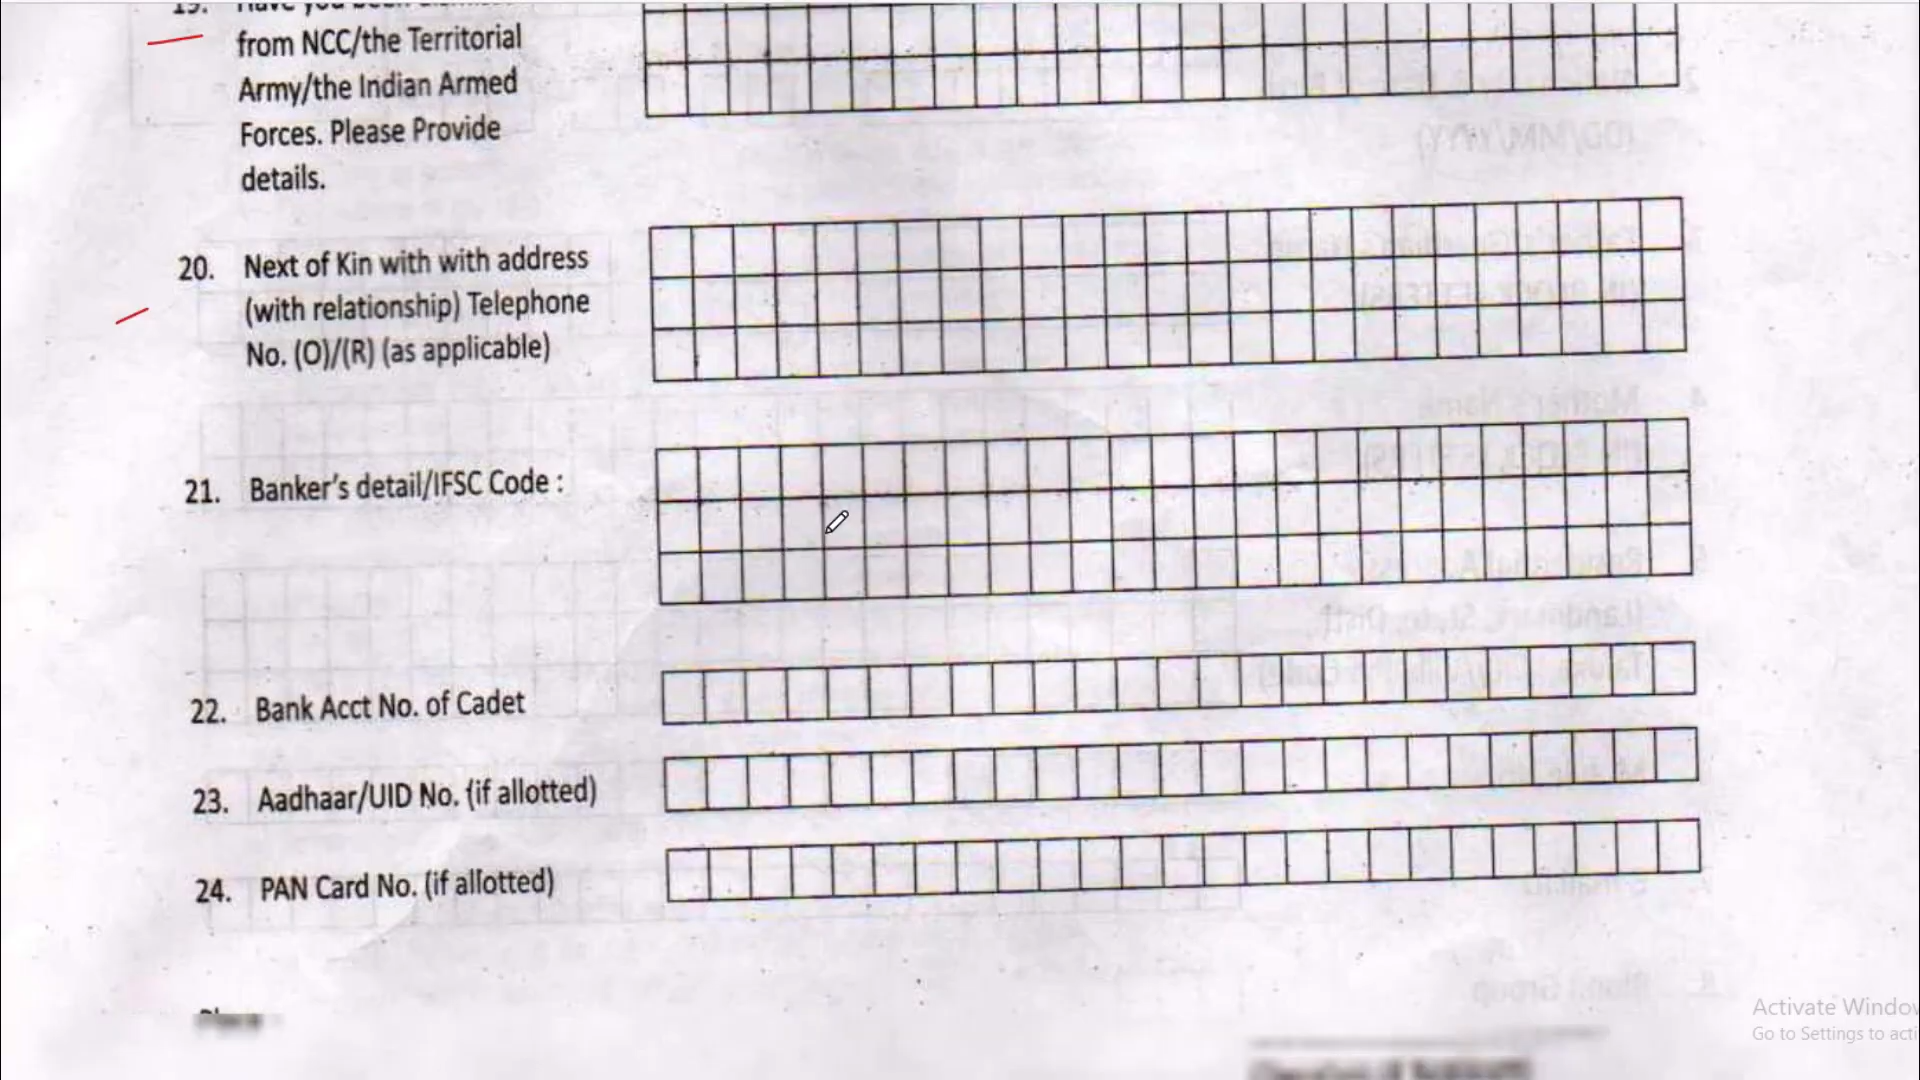 19. Have you been
from NCC/the Territorial
Army/the Indian Armed
Forces. Please Provide
details.
20. Next of Kin with with address
(with relationship) Telephone
No. (O)/(R) (as applicable)
21. Banker's detail/IFSC Code :
22. Bank Acct No. of Cadet
23. Aadhaar/UID No. (if allotted)
24. PAN Card No. (if allotted)
Place
Activate Window
Go to Settings to acti